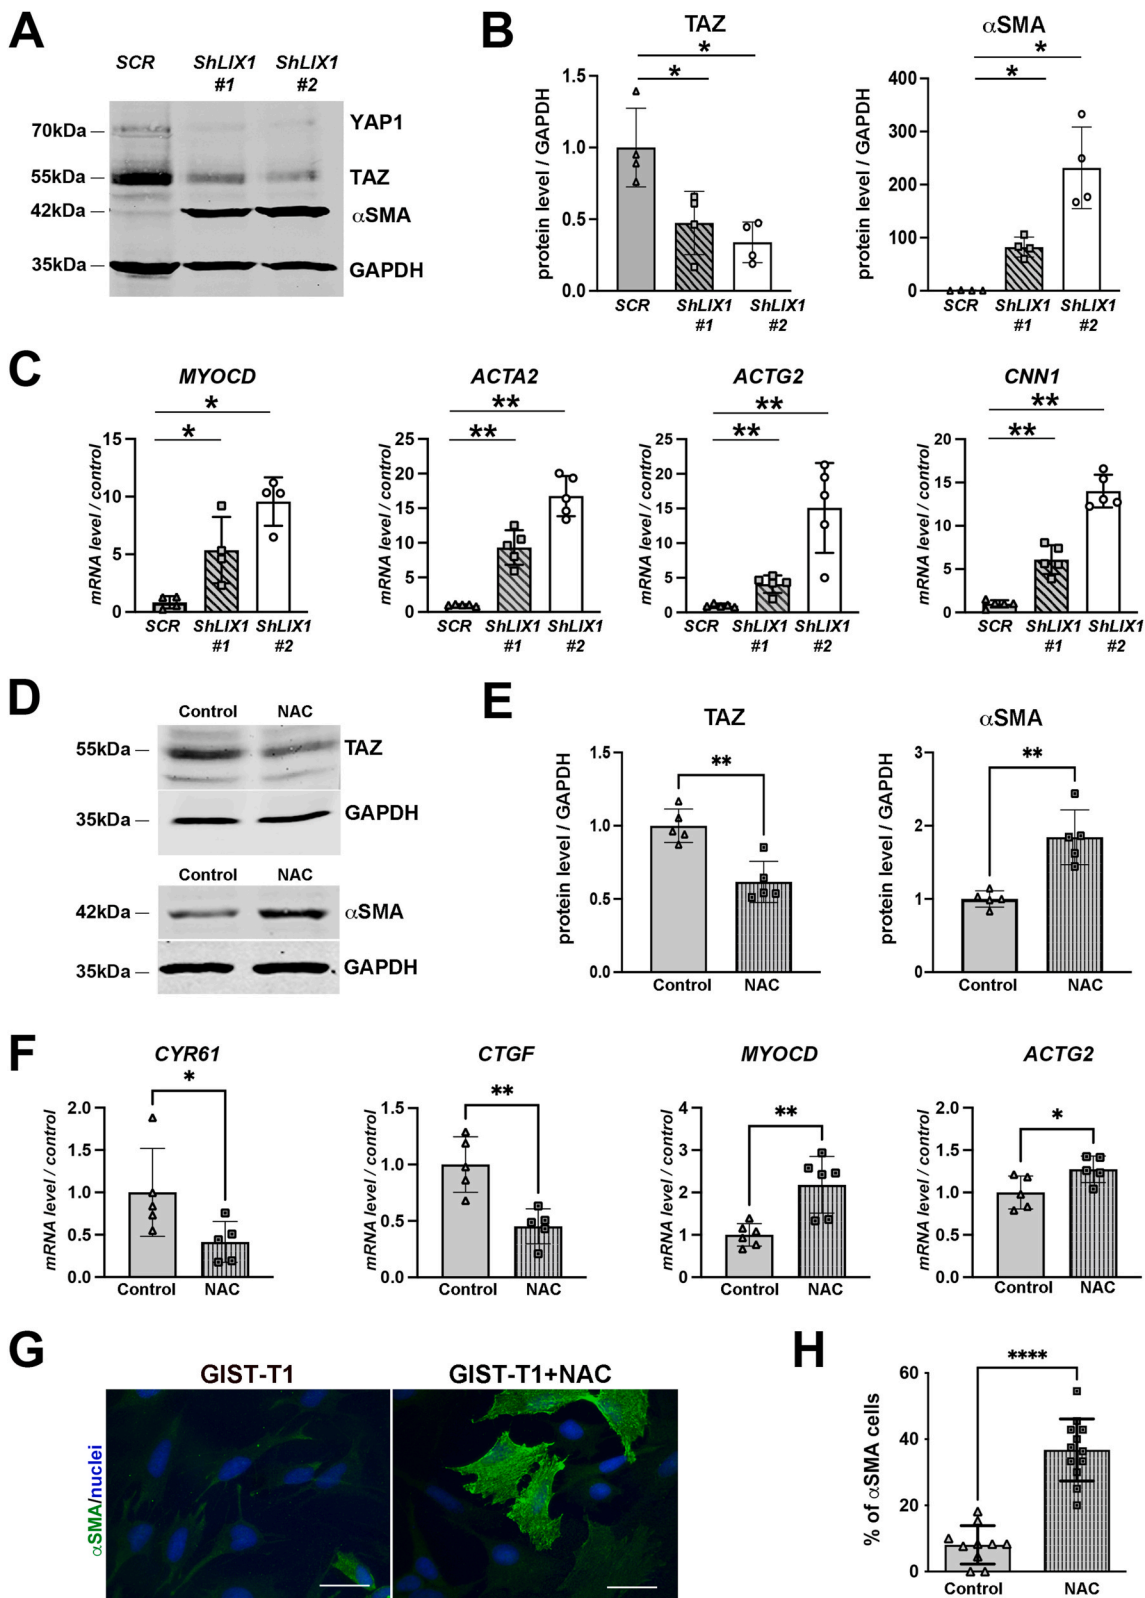 A
SCR ShLIX1 ShLIX1
#1 #2
70kDa YAP1
55kDa TAZ
42kDa αSMA
35kDa GAPDH
B
TAZ
* *
protein level / GAPDH
1.5
1.0
0.5
0.0
SCR ShLIX1 ShLIX1
#1 #2
αSMA
* *
protein level / GAPDH
400
300
200
100
0
SCR ShLIX1 ShLIX1
#1 #2
C
MYOCD
* *
mRNA level / control
15
10
5
0
SCR ShLIX1 ShLIX1
#1 #2
ACTA2
** **
mRNA level / control
25
20
15
10
5
0
SCR ShLIX1 ShLIX1
#1 #2
ACTG2
** **
mRNA level / control
25
20
15
10
5
0
SCR ShLIX1 ShLIX1
#1 #2
CNN1
** **
mRNA level / control
20
15
10
5
0
SCR ShLIX1 ShLIX1
#1 #2
D
Control NAC
55kDa TAZ
35kDa GAPDH
Control NAC
42kDa αSMA
35kDa GAPDH
E
TAZ
**
protein level / GAPDH
1.5
1.0
0.5
0.0
Control NAC
αSMA
**
protein level / GAPDH
3
2
1
0
Control NAC
F
CYR61
*
mRNA level / control
2.0
1.5
1.0
0.5
0.0
Control NAC
CTGF
**
mRNA level / control
1.5
1.0
0.5
0.0
Control NAC
MYOCD
**
mRNA level / control
4
3
2
1
0
Control NAC
ACTG2
*
mRNA level / control
2.0
1.5
1.0
0.5
0.0
Control NAC
G
GIST-T1 GIST-T1+NAC
αSMA/nuclei
H
****
% of αSMA cells
60
40
20
0
Control NAC